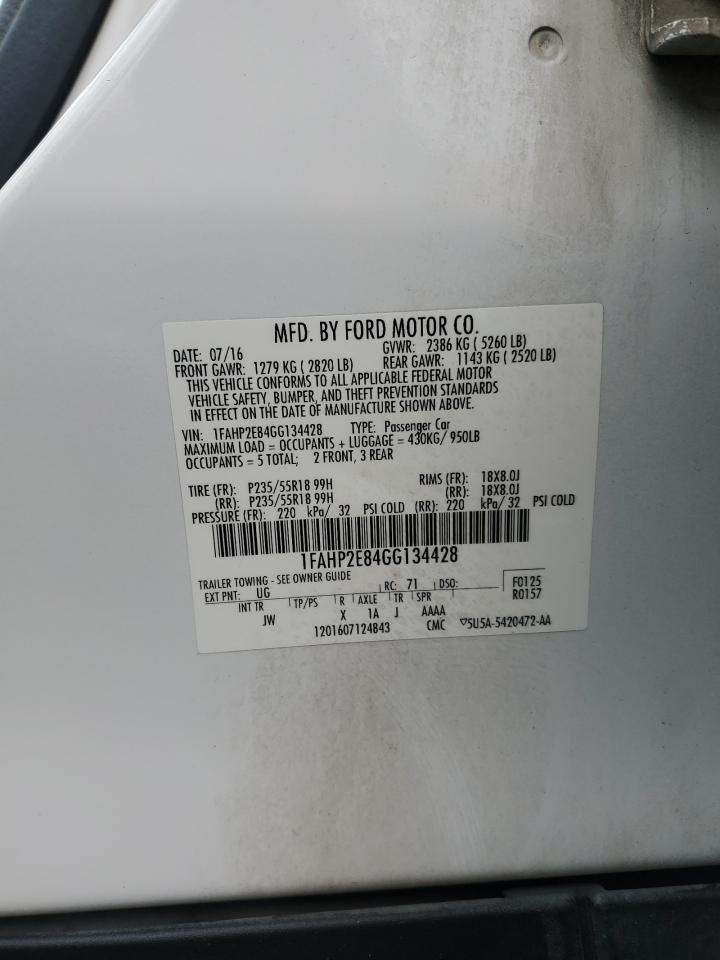 MFD. BY FORD MOTOR CO.
DATE: 07/16 GVWR: 2386 KG ( 5260 LB)
FRONT GAWR: 1279 KG ( 2820 LB) REAR GAWR: 1143 KG ( 2520 LB)
THIS VEHICLE CONFORMS TO ALL APPLICABLE FEDERAL MOTOR
VEHICLE SAFETY, BUMPER, AND THEFT PREVENTION STANDARDS
IN EFFECT ON THE DATE OF MANUFACTURE SHOWN ABOVE.
VIN: 1FAHP2E84GG134428 TYPE: Passenger Car
MAXIMUM LOAD = OCCUPANTS + LUGGAGE = 430KG/ 950LB
OCCUPANTS = 5 TOTAL; 2 FRONT, 3 REAR
TIRE (FR): P235/55R18 99H RIMS (FR): 18X8.0J
(RR): P235/55R18 99H (RR): 18X8.0J
PRESSURE (FR): 220 kPa/ 32 PSI COLD (RR): 220 kPa/ 32 PSI COLD
1FAHP2E84GG134428
TRAILER TOWING - SEE OWNER GUIDE
EXT PNT: UG RC: 71 DSO: F0125
INT TR TP/PS R AXLE TR SPR R0157
JW X 1A J AAAA
1201607124843 CMC ▽5U5A-5420472-AA